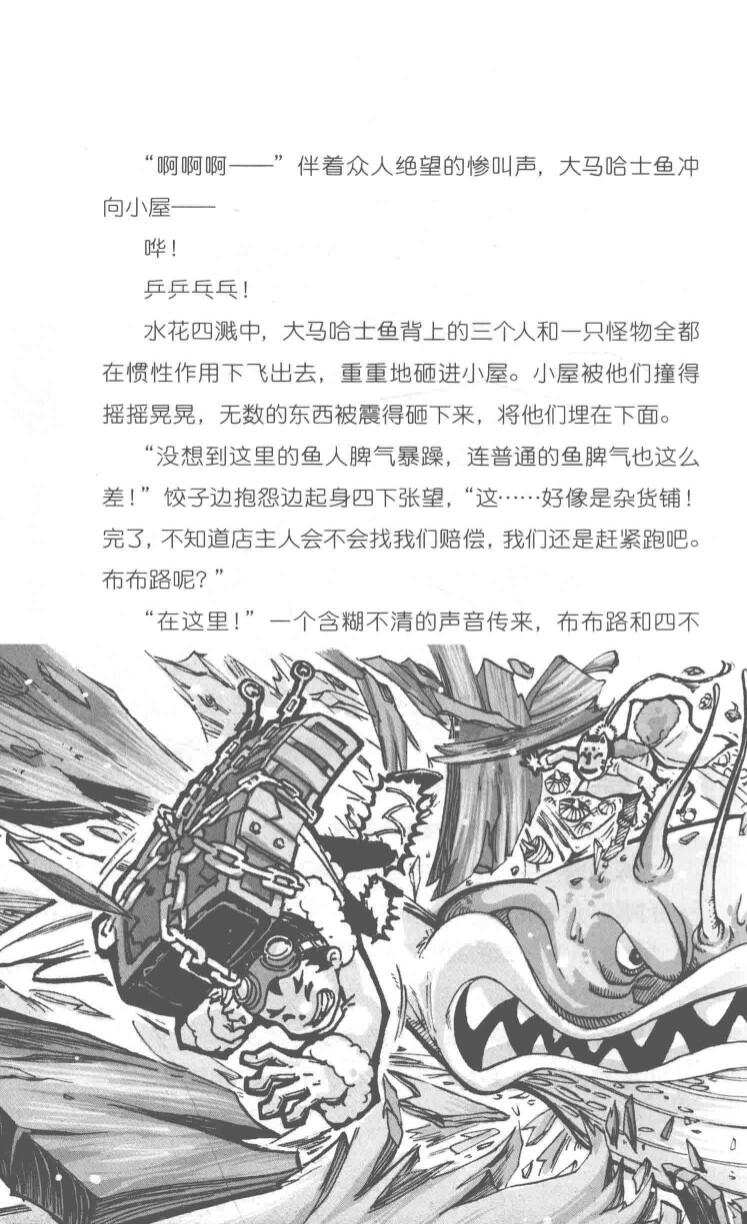 “啊啊啊——”伴着众人绝望的惨叫声，大马哈士鱼冲
向小屋——
哗！
乒乒乓乓！
水花四溅中，大马哈士鱼背上的三个人和一只怪物全都
在惯性作用下飞出去，重重地砸进小屋。小屋被他们撞得
摇摇晃晃，无数的东西被震得砸下来，将他们埋在下面。
“没想到这里的鱼人脾气暴躁，连普通的鱼脾气也这么
差！”饺子边抱怨边起身四下张望，“这……好像是杂货铺！
完了，不知道店主人会不会找我们赔偿，我们还是赶紧跑吧。
布布路呢？”
“在这里！”一个含糊不清的声音传来，布布路和四不